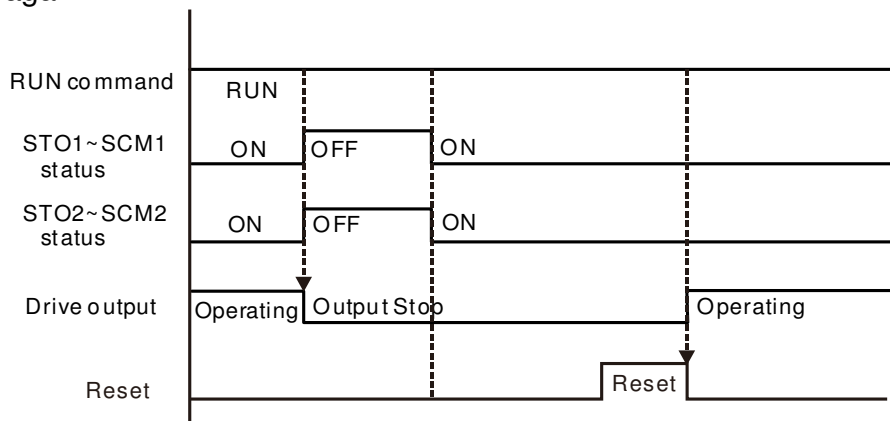 RUN command RUN
STO1~SCM1 status ON OFF ON
STO2~SCM2 status ON OFF ON
Drive output Operating Output Stop Operating
Reset Reset